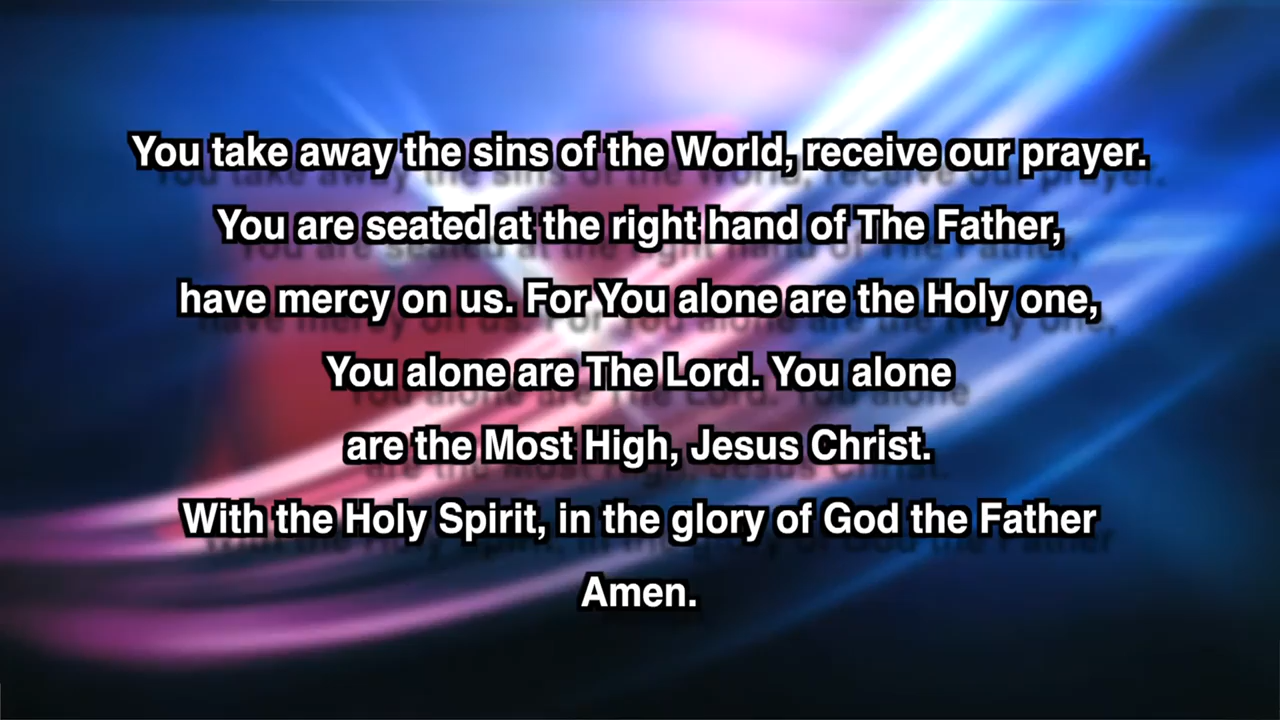 You take away the sins of the World, receive our prayer.
You are seated at the right hand of The Father,
have mercy on us. For You alone are the Holy one,
You alone are The Lord. You alone
are the Most High, Jesus Christ.
With the Holy Spirit, in the glory of God the Father
Amen.